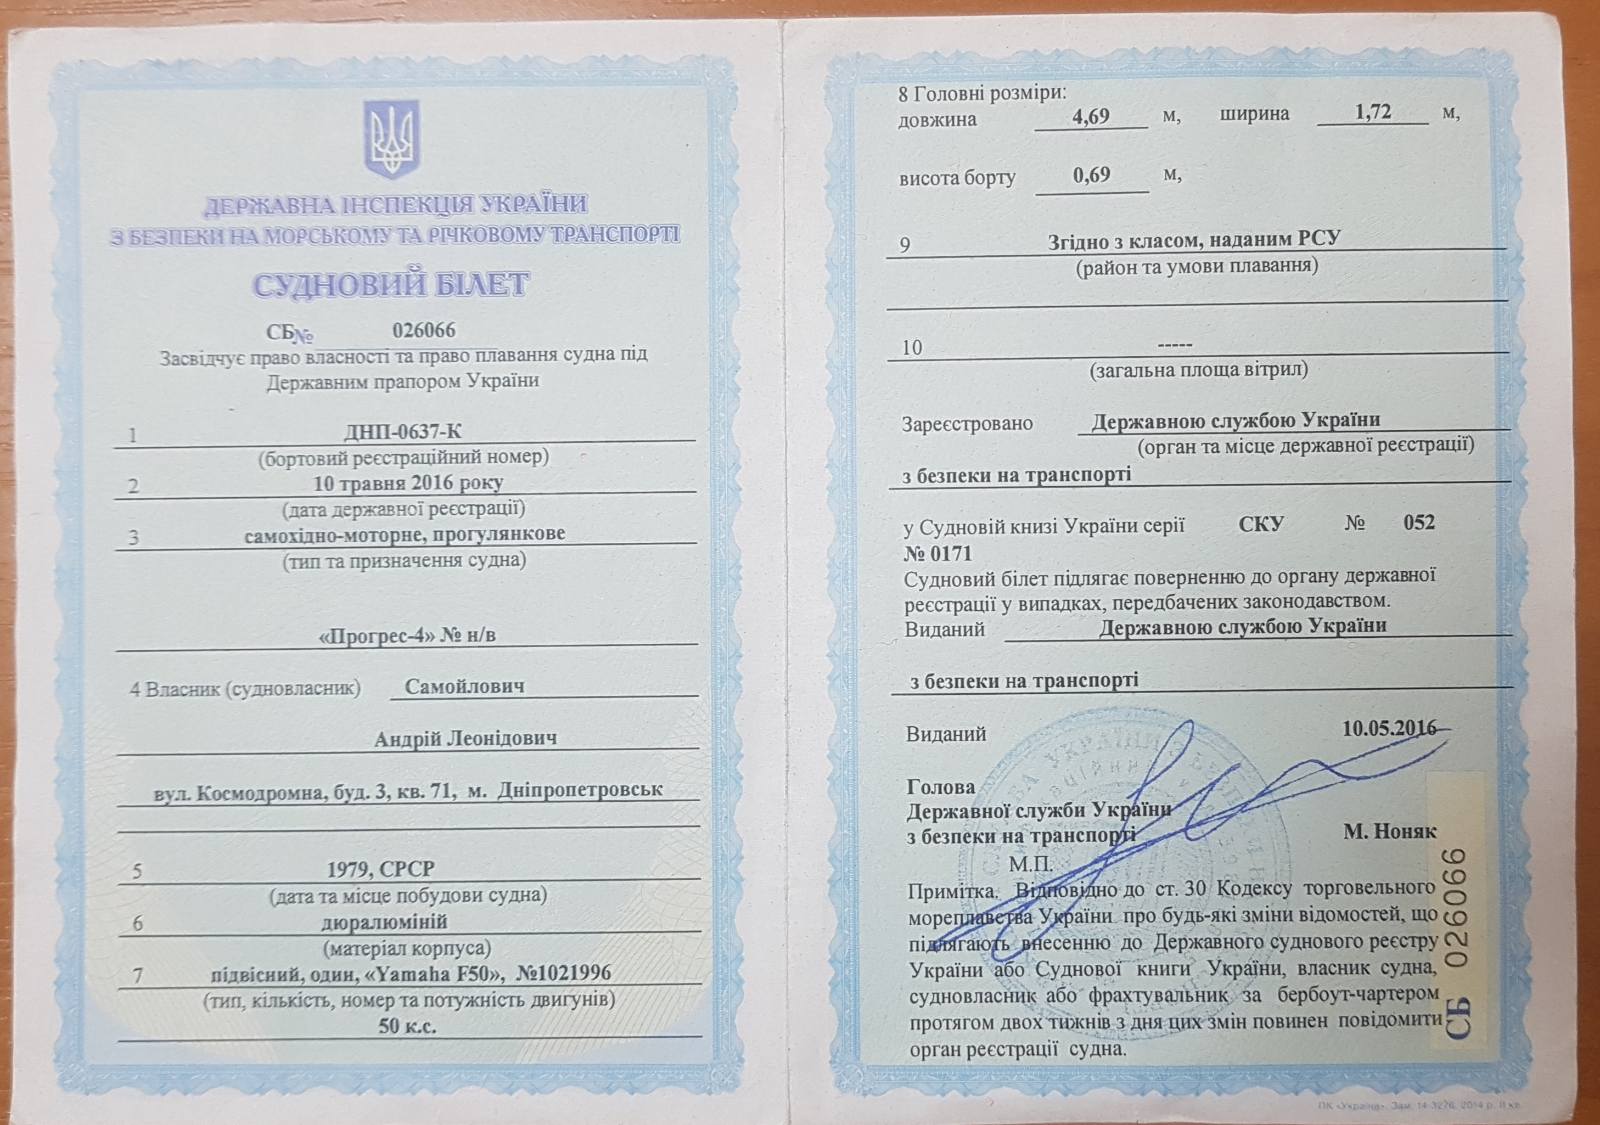 ДЕРЖАВНА ІНСПЕКЦІЯ УКРАЇНИ
З БЕЗПЕКИ НА МОРСЬКОМУ ТА РІЧКОВОМУ ТРАНСПОРТІ
СУДНОВИЙ БІЛЕТ
СБ№ 026066
Засвідчує право власності та право плавання судна під
Державним прапором України
1 ДНП-0637-К
(бортовий реєстраційний номер)
2 10 травня 2016 року
(дата державної реєстрації)
3 самохідно-моторне, прогулянкове
(тип та призначення судна)
«Прогрес-4» № н/в
4 Власник (судновласник) Самойлович
Андрій Леонідович
вул. Космодромна, буд. 3, кв. 71, м. Дніпропетровськ
5 1979, СРСР
(дата та місце побудови судна)
6 дюралюміній
(матеріал корпуса)
7 підвісний, один, «Yamaha F50», №1021996
(тип, кількість, номер та потужність двигунів)
50 к.с.
8 Головні розміри:
довжина 4,69 м, ширина 1,72 м,
висота борту 0,69 м,
9 Згідно з класом, наданим РСУ
(район та умови плавання)
10 -----
(загальна площа вітрил)
Зареєстровано Державною службою України
(орган та місце державної реєстрації)
з безпеки на транспорті
у Судновій книзі України серії СКУ № 052
№ 0171
Судновий білет підлягає поверненню до органу державної
реєстрації у випадках, передбачених законодавством.
Виданий Державною службою України
з безпеки на транспорті
Виданий 10.05.2016
Голова
Державної служби України
з безпеки на транспорті М. Ноняк
М.П.
Примітка. Відповідно до ст. 30 Кодексу торговельного
мореплавства України про будь-які зміни відомостей, що
підлягають внесенню до Державного суднового реєстру
України або Суднової книги України, власник судна,
судновласник або фрахтувальник за бербоут-чартером
протягом двох тижнів з дня цих змін повинен повідомити
орган реєстрації судна.
СБ 026066
ПК «Україна». Зам. 14-3276. 2014 р. II кв.